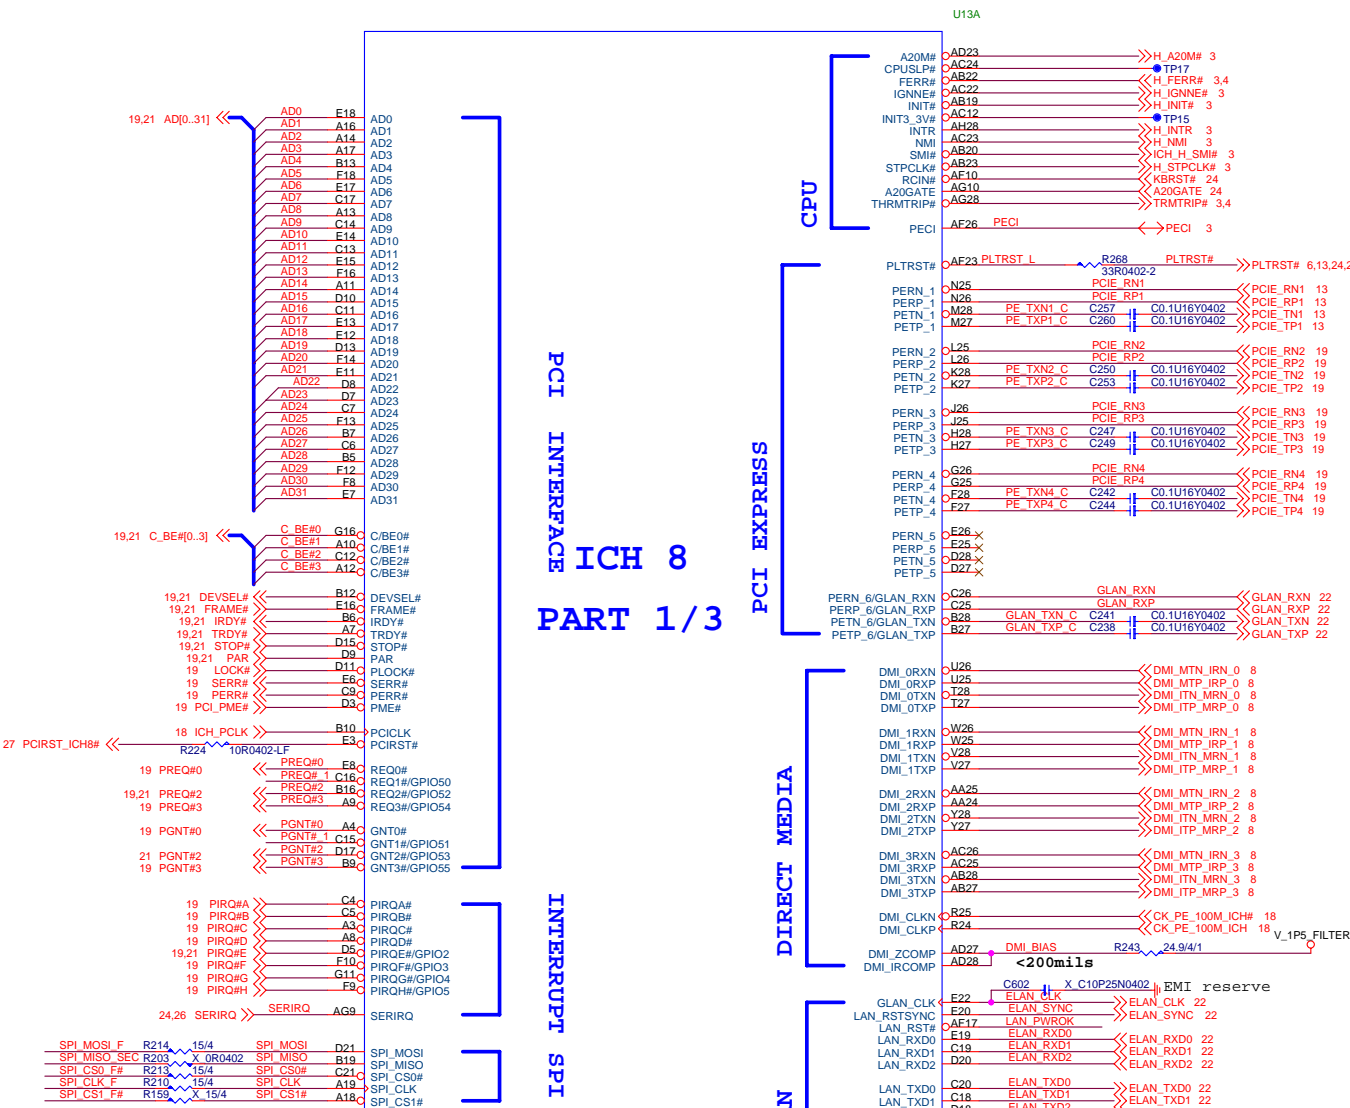 U13A
19,21 AD[0..31]
AD0 E18 AD0
AD1 A16 AD1
AD2 A14 AD2
AD3 A17 AD3
AD4 B13 AD4
AD5 F18 AD5
AD6 E17 AD6
AD7 C17 AD7
AD8 A13 AD8
AD9 C14 AD9
AD10 E14 AD10
AD11 C13 AD11
AD12 E15 AD12
AD13 F16 AD13
AD14 A11 AD14
AD15 D10 AD15
AD16 C11 AD16
AD17 E13 AD17
AD18 E12 AD18
AD19 D13 AD19
AD20 F14 AD20
AD21 E11 AD21
AD22 D8 AD22
AD23 D7 AD23
AD24 C7 AD24
AD25 F13 AD25
AD26 B7 AD26
AD27 C6 AD27
AD28 B5 AD28
AD29 F12 AD29
AD30 F8 AD30
AD31 E7 AD31
19,21 C_BE#[0..3]
C_BE#0 G16 C/BE0#
C_BE#1 A10 C/BE1#
C_BE#2 C12 C/BE2#
C_BE#3 A12 C/BE3#
19,21 DEVSEL# B12 DEVSEL#
19,21 FRAME# E16 FRAME#
19,21 IRDY# B6 IRDY#
19,21 TRDY# A7 TRDY#
19,21 STOP# D15 STOP#
19,21 PAR D9 PAR
19 LOCK# D11 PLOCK#
19 SERR# E6 SERR#
19 PERR# C9 PERR#
19 PCI_PME# D3 PME#
18 ICH_PCLK B10 PCICLK
27 PCIRST_ICH8# R224 10R0402-LF E3 PCIRST#
19 PREQ#0 PREQ#0 E8 REQ0#
PREQ#_1 C16 REQ1#/GPIO50
19,21 PREQ#2 PREQ#2 B16 REQ2#/GPIO52
19 PREQ#3 PREQ#3 A9 REQ3#/GPIO54
19 PGNT#0 PGNT#0 A4 GNT0#
PGNT#_1 C15 GNT1#/GPIO51
21 PGNT#2 PGNT#2 D17 GNT2#/GPIO53
19 PGNT#3 PGNT#3 B9 GNT3#/GPIO55
19 PIRQ#A C4 PIRQA#
19 PIRQ#B C5 PIRQB#
19 PIRQ#C A3 PIRQC#
19 PIRQ#D A8 PIRQD#
19,21 PIRQ#E D5 PIRQE#/GPIO2
19 PIRQ#F F10 PIRQF#/GPIO3
19 PIRQ#G G11 PIRQG#/GPIO4
19 PIRQ#H F9 PIRQH#/GPIO5
24,26 SERIRQ SERIRQ AG9 SERIRQ
SPI_MOSI_F R214 15/4 SPI_MOSI D21 SPI_MOSI
SPI_MISO_SEC R203 X_0R0402 SPI_MISO B19 SPI_MISO
SPI_CS0_F# R213 15/4 SPI_CS0# C21 SPI_CS0#
SPI_CLK_F R210 15/4 SPI_CLK A19 SPI_CLK
SPI_CS1_F# R159 X_15/4 SPI_CS1# A18 SPI_CS1#
PCI INTERFACE
INTERRUPT SPI
ICH 8
PART 1/3
CPU
PCI EXPRESS
DIRECT MEDIA
A20M# AD23 H_A20M# 3
CPUSLP# AC24 TP17
FERR# AB22 H_FERR# 3,4
IGNNE# AC22 H_IGNNE# 3
INIT# AB19 H_INIT# 3
INIT3_3V# AC12 TP15
INTR AH28 H_INTR 3
NMI AC23 H_NMI 3
SMI# AB20 ICH_H_SMI# 3
STPCLK# AB23 H_STPCLK# 3
RCIN# AF10 KBRST# 24
A20GATE AG10 A20GATE 24
THRMTRIP# AG28 TRMTRIP# 3,4
PECI AF26 PECI PECI 3
PLTRST# AF23 PLTRST_L R268 33R0402-2 PLTRST# PLTRST# 6,13,24,2
PERN_1 N25 PCIE_RN1 PCIE_RN1 13
PERP_1 N26 PCIE_RP1 PCIE_RP1 13
PETN_1 M28 PE_TXN1_C C257 C0.1U16Y0402 PCIE_TN1 13
PETP_1 M27 PE_TXP1_C C260 C0.1U16Y0402 PCIE_TP1 13
PERN_2 L25 PCIE_RN2 PCIE_RN2 19
PERP_2 L26 PCIE_RP2 PCIE_RP2 19
PETN_2 K28 PE_TXN2_C C250 C0.1U16Y0402 PCIE_TN2 19
PETP_2 K27 PE_TXP2_C C253 C0.1U16Y0402 PCIE_TP2 19
PERN_3 J26 PCIE_RN3 PCIE_RN3 19
PERP_3 J25 PCIE_RP3 PCIE_RP3 19
PETN_3 H28 PE_TXN3_C C247 C0.1U16Y0402 PCIE_TN3 19
PETP_3 H27 PE_TXP3_C C249 C0.1U16Y0402 PCIE_TP3 19
PERN_4 G26 PCIE_RN4 PCIE_RN4 19
PERP_4 G25 PCIE_RP4 PCIE_RP4 19
PETN_4 F28 PE_TXN4_C C242 C0.1U16Y0402 PCIE_TN4 19
PETP_4 F27 PE_TXP4_C C244 C0.1U16Y0402 PCIE_TP4 19
PERN_5 E26
PERP_5 E25
PETN_5 D28
PETP_5 D27
PERN_6/GLAN_RXN C26 GLAN_RXN GLAN_RXN 22
PERP_6/GLAN_RXP C25 GLAN_RXP GLAN_RXP 22
PETN_6/GLAN_TXN B28 GLAN_TXN_C C241 C0.1U16Y0402 GLAN_TXN 22
PETP_6/GLAN_TXP B27 GLAN_TXP_C C238 C0.1U16Y0402 GLAN_TXP 22
DMI_0RXN U26 DMI_MTN_IRN_0 8
DMI_0RXP U25 DMI_MTP_IRP_0 8
DMI_0TXN T28 DMI_ITN_MRN_0 8
DMI_0TXP T27 DMI_ITP_MRP_0 8
DMI_1RXN W26 DMI_MTN_IRN_1 8
DMI_1RXP W25 DMI_MTP_IRP_1 8
DMI_1TXN V28 DMI_ITN_MRN_1 8
DMI_1TXP V27 DMI_ITP_MRP_1 8
DMI_2RXN AA25 DMI_MTN_IRN_2 8
DMI_2RXP AA24 DMI_MTP_IRP_2 8
DMI_2TXN Y28 DMI_ITN_MRN_2 8
DMI_2TXP Y27 DMI_ITP_MRP_2 8
DMI_3RXN AC26 DMI_MTN_IRN_3 8
DMI_3RXP AC25 DMI_MTP_IRP_3 8
DMI_3TXN AB28 DMI_ITN_MRN_3 8
DMI_3TXP AB27 DMI_ITP_MRP_3 8
DMI_CLKN R25 CK_PE_100M_ICH# 18
DMI_CLKP R24 CK_PE_100M_ICH 18
V_1P5_FILTER
DMI_ZCOMP AD27 DMI_BIAS R243 24.9/4/1
DMI_IRCOMP AD28 <200mils
C602 X_C10P25N0402 EMI reserve
GLAN_CLK E22 ELAN_CLK ELAN_CLK 22
LAN_RSTSYNC E20 ELAN_SYNC ELAN_SYNC 22
LAN_RST# AF17 LAN_PWROK
LAN_RXD0 E19 ELAN_RXD0 ELAN_RXD0 22
LAN_RXD1 C19 ELAN_RXD1 ELAN_RXD1 22
LAN_RXD2 D20 ELAN_RXD2 ELAN_RXD2 22
LAN_TXD0 C20 ELAN_TXD0 ELAN_TXD0 22
LAN_TXD1 C18 ELAN_TXD1 ELAN_TXD1 22
D18 ELAN_TXD2